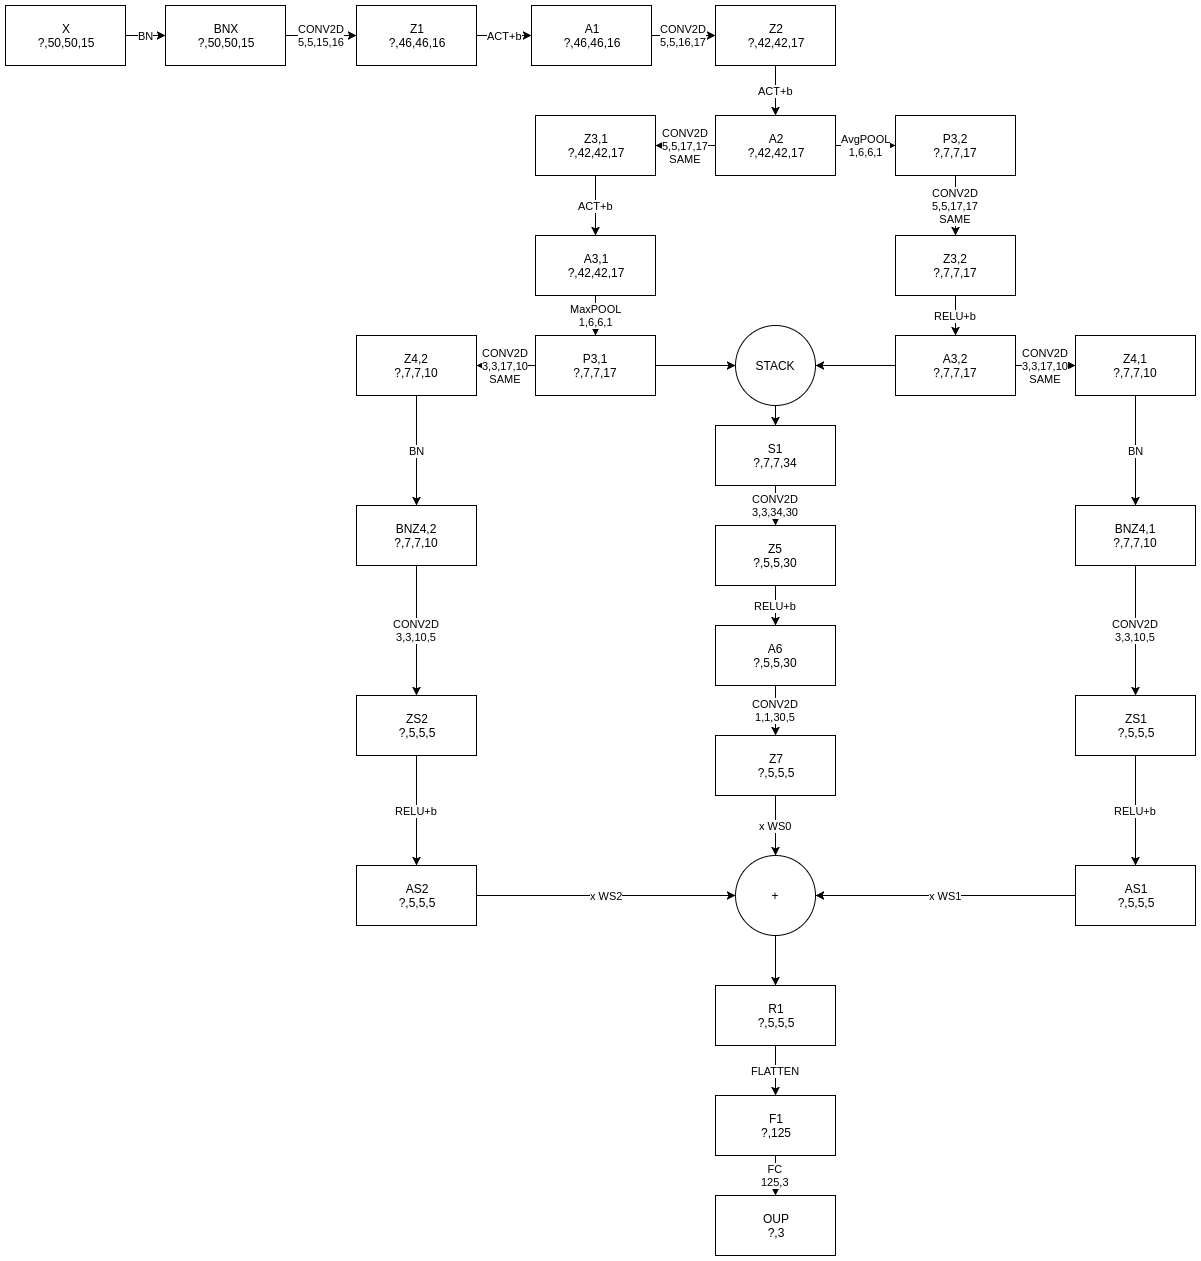 X
?,50,50,15
BN
BNX
?,50,50,15
CONV2D
5,5,15,16
Z1
?,46,46,16
ACT+b
A1
?,46,46,16
CONV2D
5,5,16,17
Z2
?,42,42,17
ACT+b
Z3,1
?,42,42,17
CONV2D
5,5,17,17
SAME
A2
?,42,42,17
AvgPOOL
1,6,6,1
P3,2
?,7,7,17
ACT+b
CONV2D
5,5,17,17
SAME
A3,1
?,42,42,17
Z3,2
?,7,7,17
MaxPOOL
1,6,6,1
RELU+b
Z4,2
?,7,7,10
CONV2D
3,3,17,10
SAME
P3,1
?,7,7,17
STACK
A3,2
?,7,7,17
CONV2D
3,3,17,10
SAME
Z4,1
?,7,7,10
BN
S1
?,7,7,34
BN
CONV2D
3,3,34,30
BNZ4,2
?,7,7,10
Z5
?,5,5,30
BNZ4,1
?,7,7,10
RELU+b
CONV2D
3,3,10,5
A6
?,5,5,30
CONV2D
3,3,10,5
CONV2D
1,1,30,5
ZS2
?,5,5,5
Z7
?,5,5,5
ZS1
?,5,5,5
RELU+b
x WS0
RELU+b
AS2
?,5,5,5
x WS2
+
x WS1
AS1
?,5,5,5
R1
?,5,5,5
FLATTEN
F1
?,125
FC
125,3
OUP
?,3